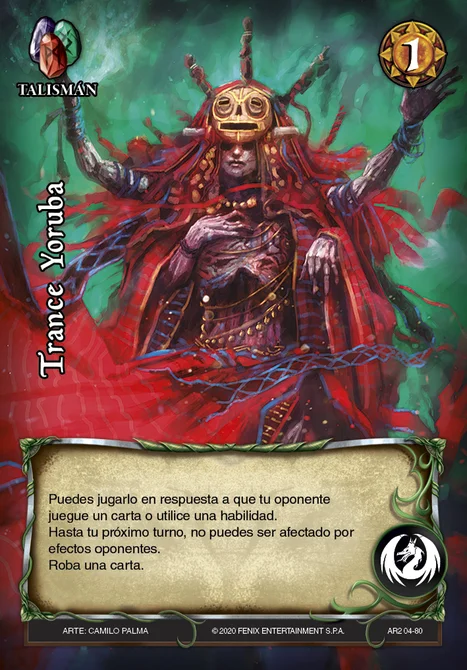 1
TALISMÁN
Trance Yoruba
Puedes jugarlo en respuesta a que tu oponente
juegue un carta o utilice una habilidad.
Hasta tu próximo turno, no puedes ser afectado por
efectos oponentes.
Roba una carta.
ARTE: CAMILO PALMA
©2020 FENIX ENTERTAINMENT S.P.A.
AR2 04-80